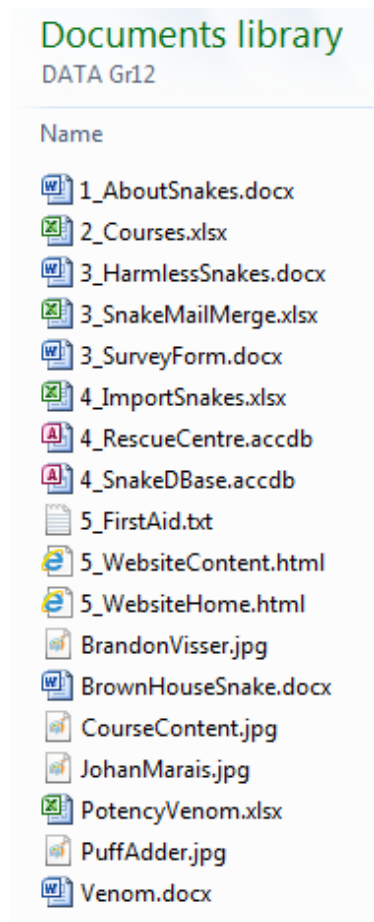 Documents library
DATA Gr12
Name
1_AboutSnakes.docx
2_Courses.xlsx
3_HarmlessSnakes.docx
3_SnakeMailMerge.xlsx
3_SurveyForm.docx
4_ImportSnakes.xlsx
4_RescueCentre.accdb
4_SnakeDBase.accdb
5_FirstAid.txt
5_WebsiteContent.html
5_WebsiteHome.html
BrandonVisser.jpg
BrownHouseSnake.docx
CourseContent.jpg
JohanMarais.jpg
PotencyVenom.xlsx
PuffAdder.jpg
Venom.docx